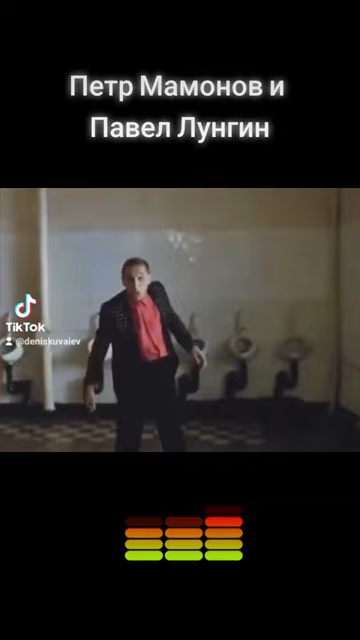 Петр Мамонов и
Павел Лунгин
TikTok
@deniskuvaiev